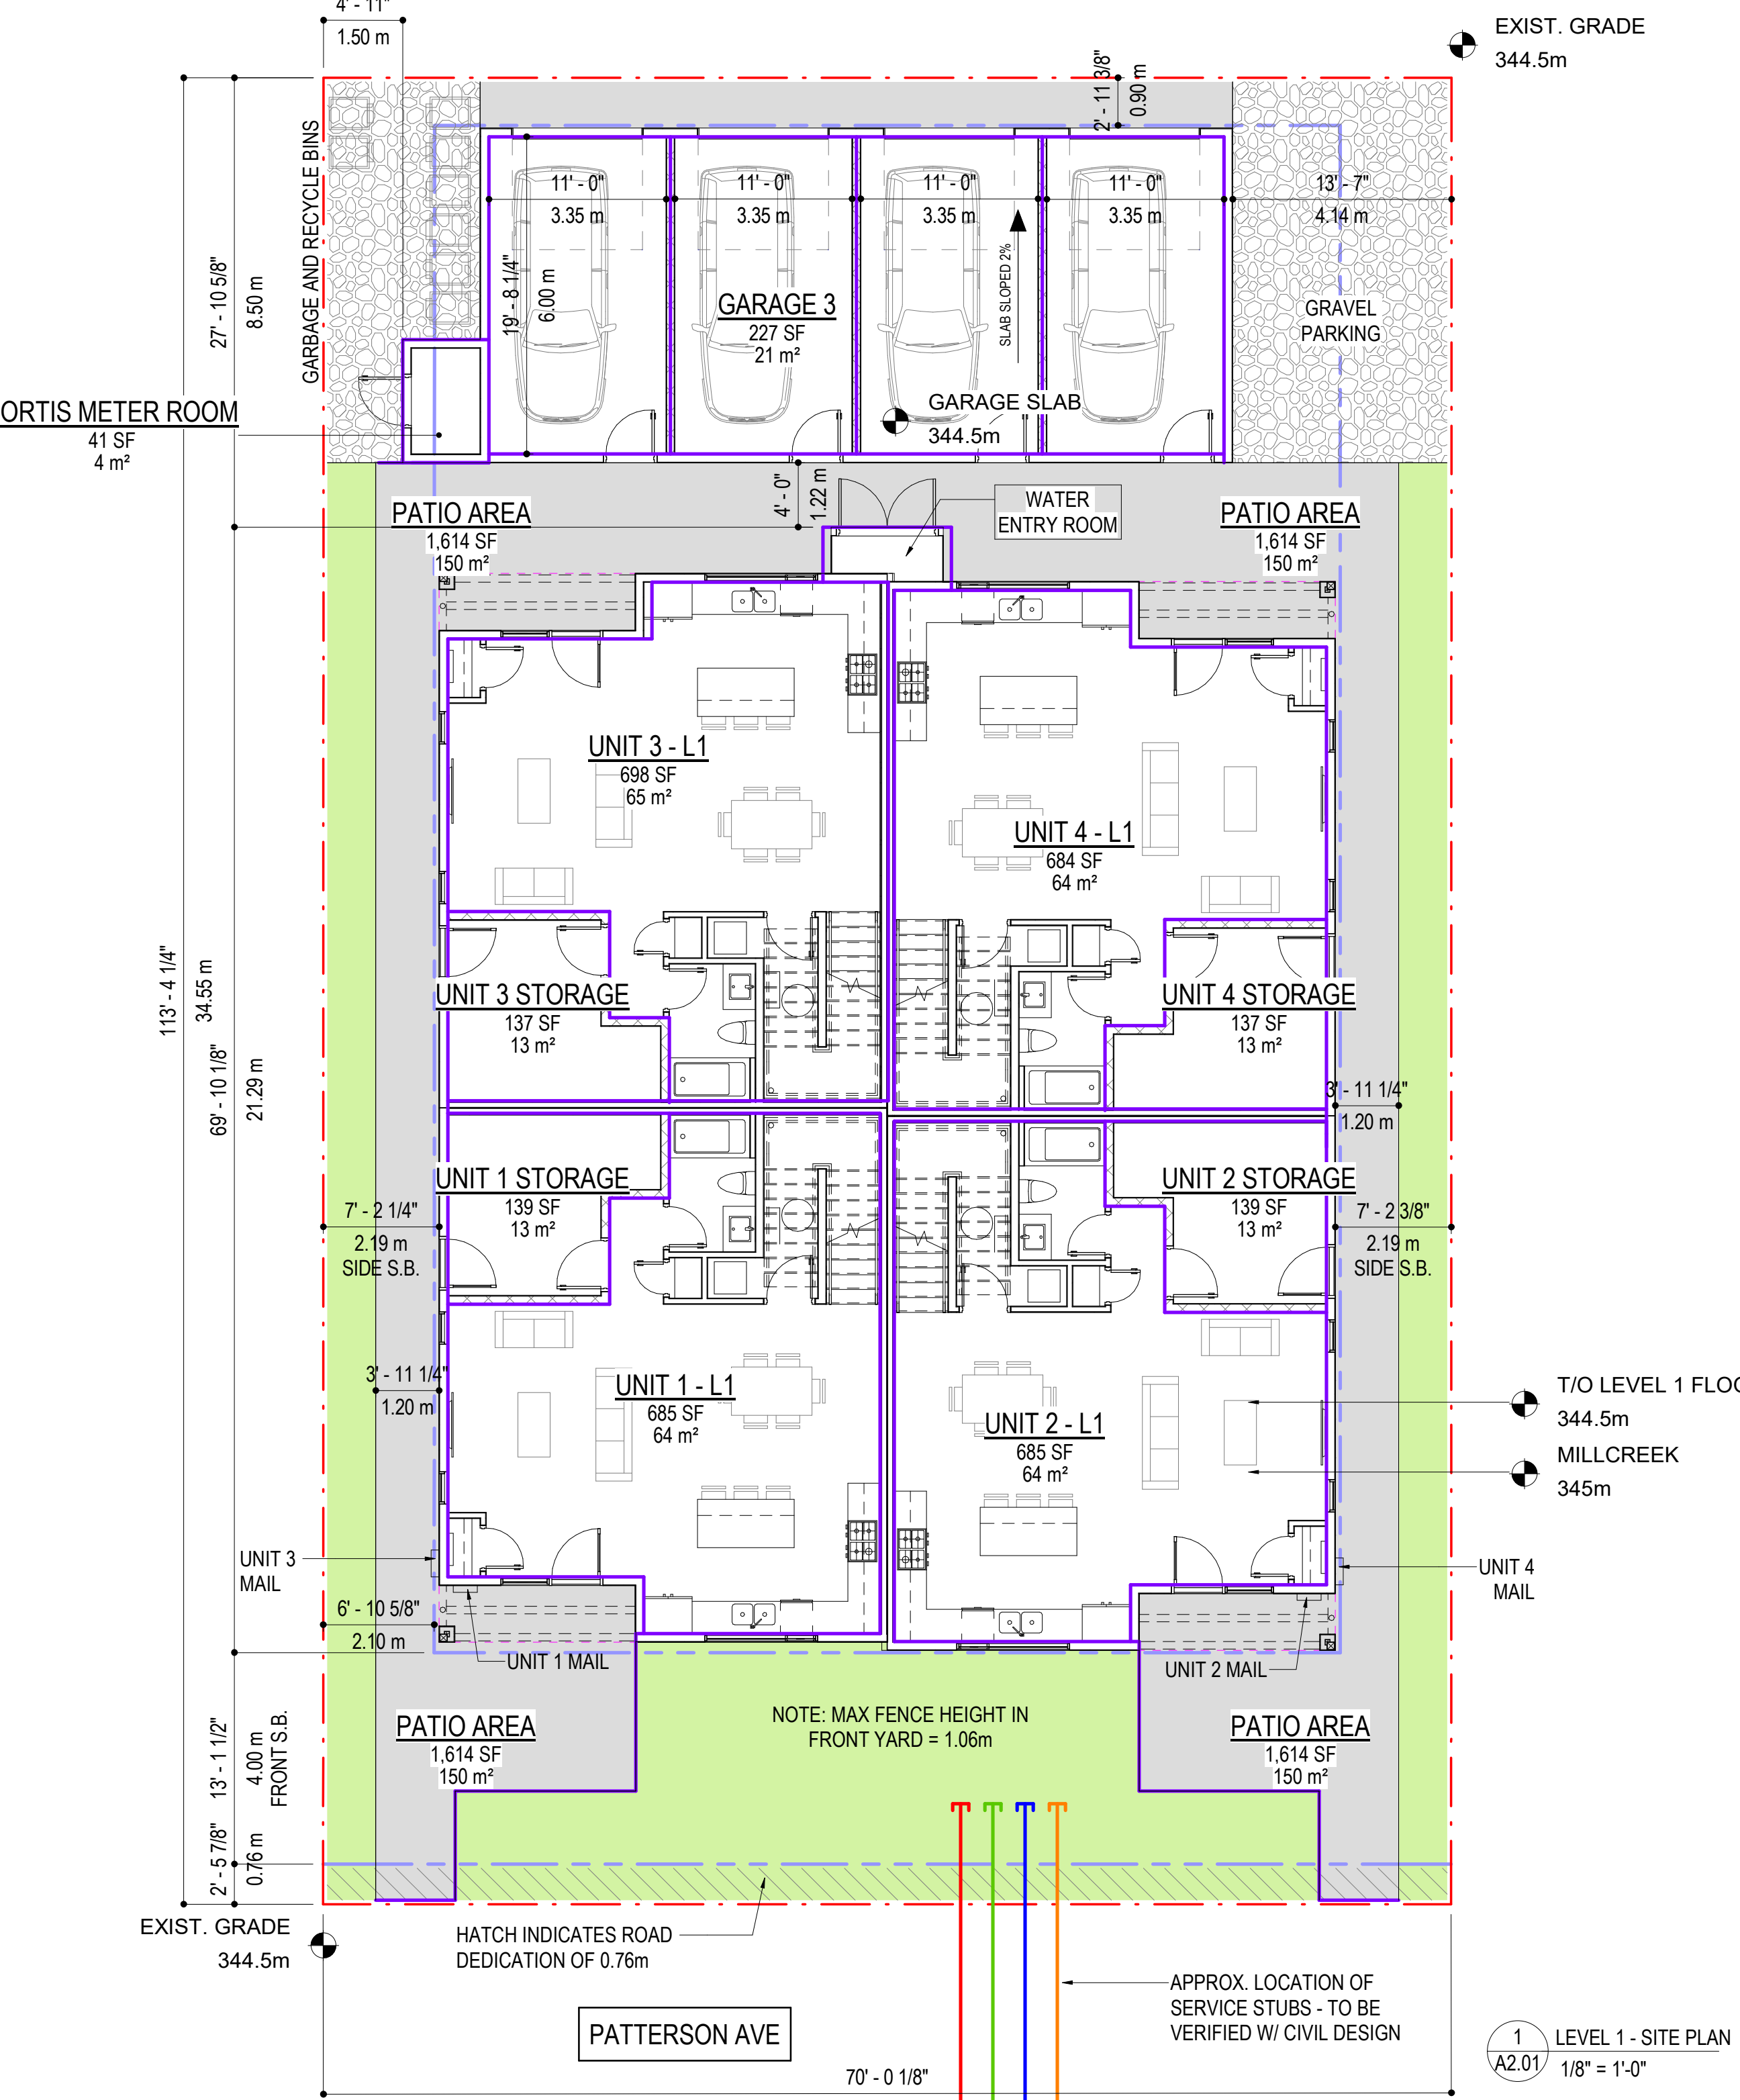 4' - 11"
1.50 m
EXIST. GRADE
344.5m
2' - 11 3/8"
0.90 m
GARBAGE AND RECYCLE BINS
11' - 0"
3.35 m
11' - 0"
3.35 m
11' - 0"
3.35 m
11' - 0"
3.35 m
13' - 7"
4.14 m
27' - 10 5/8"
8.50 m
19' - 8 1/4"
6.00 m
SLAB SLOPED 2%
GARAGE 3
227 SF
21 m²
GRAVEL
PARKING
GARAGE SLAB
344.5m
ORTIS METER ROOM
41 SF
4 m²
4' - 0"
1.22 m
WATER
ENTRY ROOM
PATIO AREA
1,614 SF
150 m²
PATIO AREA
1,614 SF
150 m²
UNIT 3 - L1
698 SF
65 m²
UNIT 4 - L1
684 SF
64 m²
113' - 4 1/4"
34.55 m
69' - 10 1/8"
21.29 m
UNIT 3 STORAGE
137 SF
13 m²
UNIT 4 STORAGE
137 SF
13 m²
3' - 11 1/4"
1.20 m
UNIT 1 STORAGE
139 SF
13 m²
UNIT 2 STORAGE
139 SF
13 m²
7' - 2 1/4"
2.19 m
SIDE S.B.
7' - 2 3/8"
2.19 m
SIDE S.B.
3' - 11 1/4"
1.20 m
UNIT 1 - L1
685 SF
64 m²
UNIT 2 - L1
685 SF
64 m²
T/O LEVEL 1 FLOO
344.5m
MILLCREEK
345m
UNIT 3
MAIL
UNIT 4
MAIL
6' - 10 5/8"
2.10 m
UNIT 1 MAIL
UNIT 2 MAIL
NOTE: MAX FENCE HEIGHT IN
FRONT YARD = 1.06m
PATIO AREA
1,614 SF
150 m²
PATIO AREA
1,614 SF
150 m²
13' - 1 1/2"
4.00 m
FRONT S.B.
2' - 5 7/8"
0.76 m
EXIST. GRADE
344.5m
HATCH INDICATES ROAD
DEDICATION OF 0.76m
APPROX. LOCATION OF
SERVICE STUBS - TO BE
VERIFIED W/ CIVIL DESIGN
PATTERSON AVE
70' - 0 1/8"
1
A2.01
LEVEL 1 - SITE PLAN
1/8" = 1'-0"